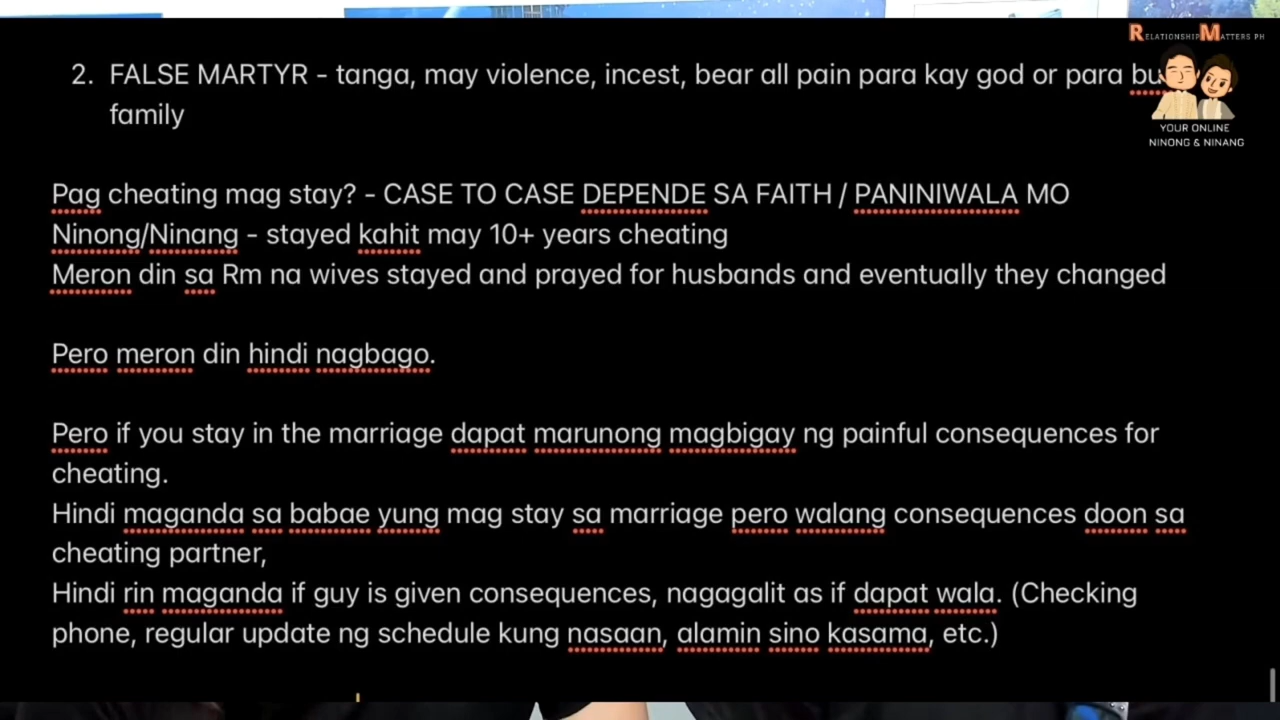 RELATIONSHIPMATTERS PH
2. FALSE MARTYR - tanga, may violence, incest, bear all pain para kay god or para
family
YOUR ONLINE
NINONG & NINANG
Pag cheating mag stay? - CASE TO CASE DEPENDE SA FAITH / PANINIWALA MO
Ninong/Ninang - stayed kahit may 10+ years cheating
Meron din sa Rm na wives stayed and prayed for husbands and eventually they changed
Pero meron din hindi nagbago.
Pero if you stay in the marriage dapat marunong magbigay ng painful consequences for
cheating.
Hindi maganda sa babae yung mag stay sa marriage pero walang consequences doon sa
cheating partner,
Hindi rin maganda if guy is given consequences, nagagalit as if dapat wala. (Checking
phone, regular update ng schedule kung nasaan, alamin sino kasama, etc.)